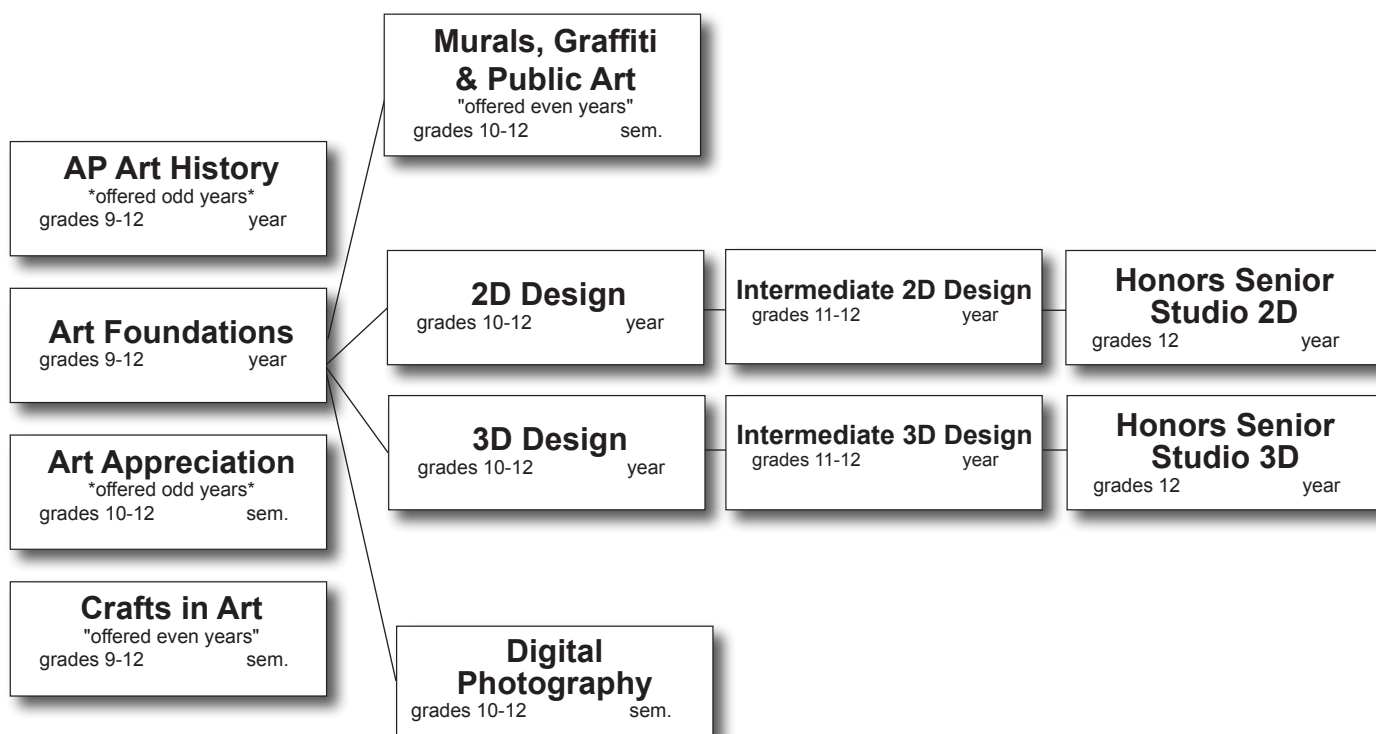 Murals, Graffiti
& Public Art
"offered even years"
grades 10-12 sem.
AP Art History
*offered odd years*
grades 9-12 year
Art Foundations
grades 9-12 year
Art Appreciation
*offered odd years*
grades 10-12 sem.
Crafts in Art
"offered even years"
grades 9-12 sem.
2D Design
grades 10-12 year
Intermediate 2D Design
grades 11-12 year
Honors Senior
Studio 2D
grades 12 year
3D Design
grades 10-12 year
Intermediate 3D Design
grades 11-12 year
Honors Senior
Studio 3D
grades 12 year
Digital
Photography
grades 10-12 sem.